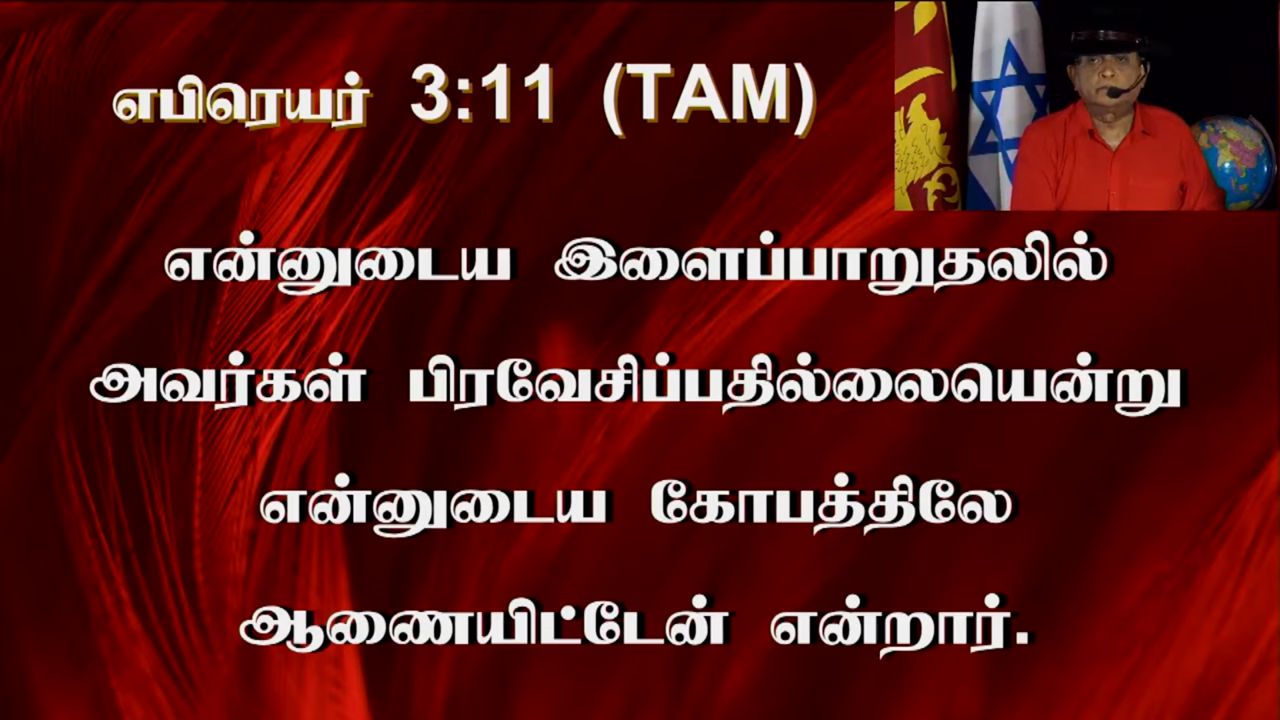 எபிரெயர் 3:11 (TAM)
என்னுடைய இளைப்பாறுதலில்
அவர்கள் பிரவேசிப்பதில்லையென்று
என்னுடைய கோபத்திலே
ஆணையிட்டேன் என்றார்.